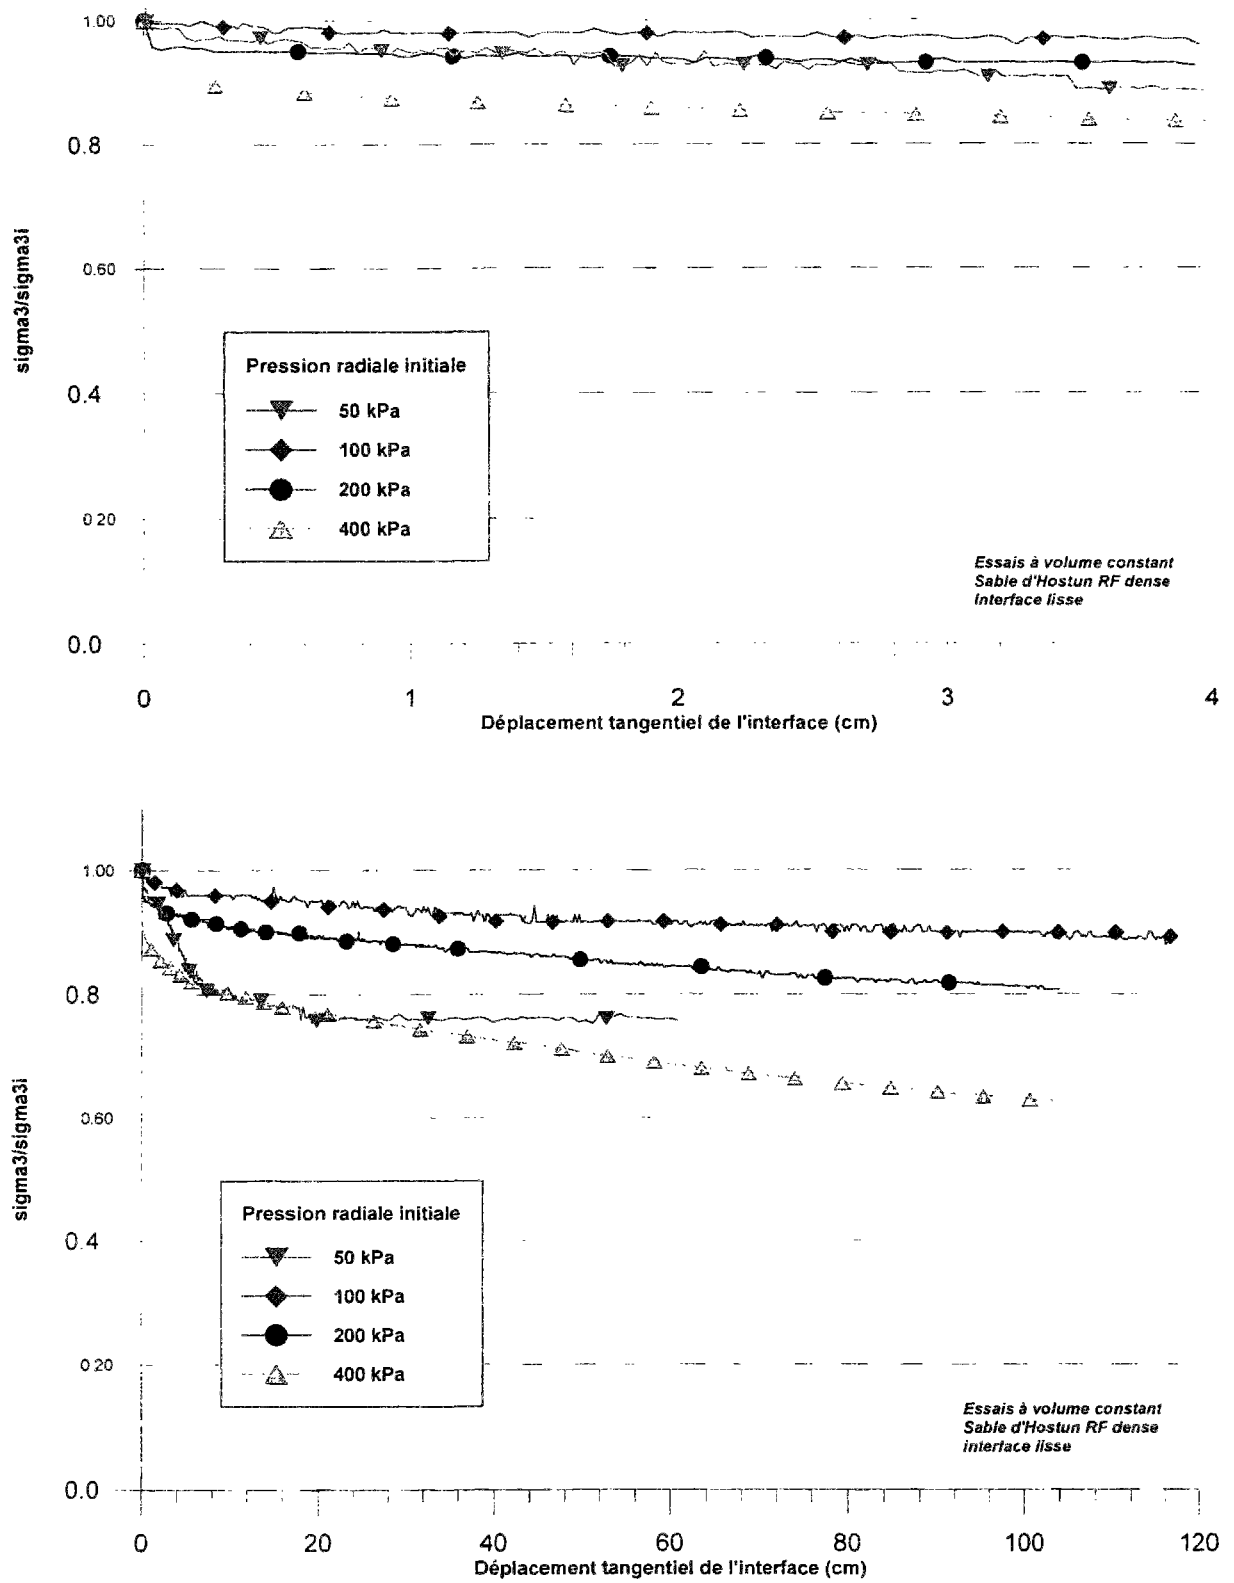 1.00
0.8
0.60
0.4
0.20
0.0
sigma3/sigma3i
Pression radiale initiale
50 kPa
100 kPa
200 kPa
400 kPa
Essais à volume constant
Sable d'Hostun RF dense
Interface lisse
0 1 2 3 4
Déplacement tangentiel de l'interface (cm)
1.00
0.8
0.60
0.4
0.20
0.0
sigma3/sigma3i
Pression radiale initiale
50 kPa
100 kPa
200 kPa
400 kPa
Essais à volume constant
Sable d'Hostun RF dense
interface lisse
0 20 40 60 80 100 120
Déplacement tangentiel de l'interface (cm)